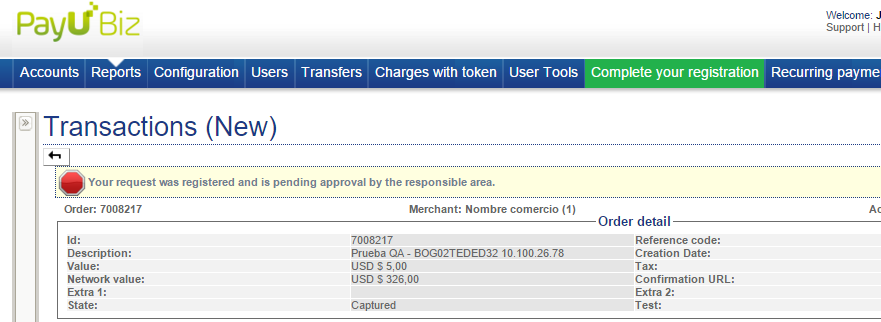 PayU Biz
Welcome: J
Support | H
Accounts Reports Configuration Users Transfers Charges with token User Tools Complete your registration Recurring payme
»
Transactions (New)
Your request was registered and is pending approval by the responsible area.
Order: 7008217 Merchant: Nombre comercio (1) Ac
Order detail
Id: 7008217 Reference code:
Description: Prueba QA - BOG02TEDED32 10.100.26.78 Creation Date:
Value: USD $ 5,00 Tax:
Network value: USD $ 326,00 Confirmation URL:
Extra 1: Extra 2:
State: Captured Test: